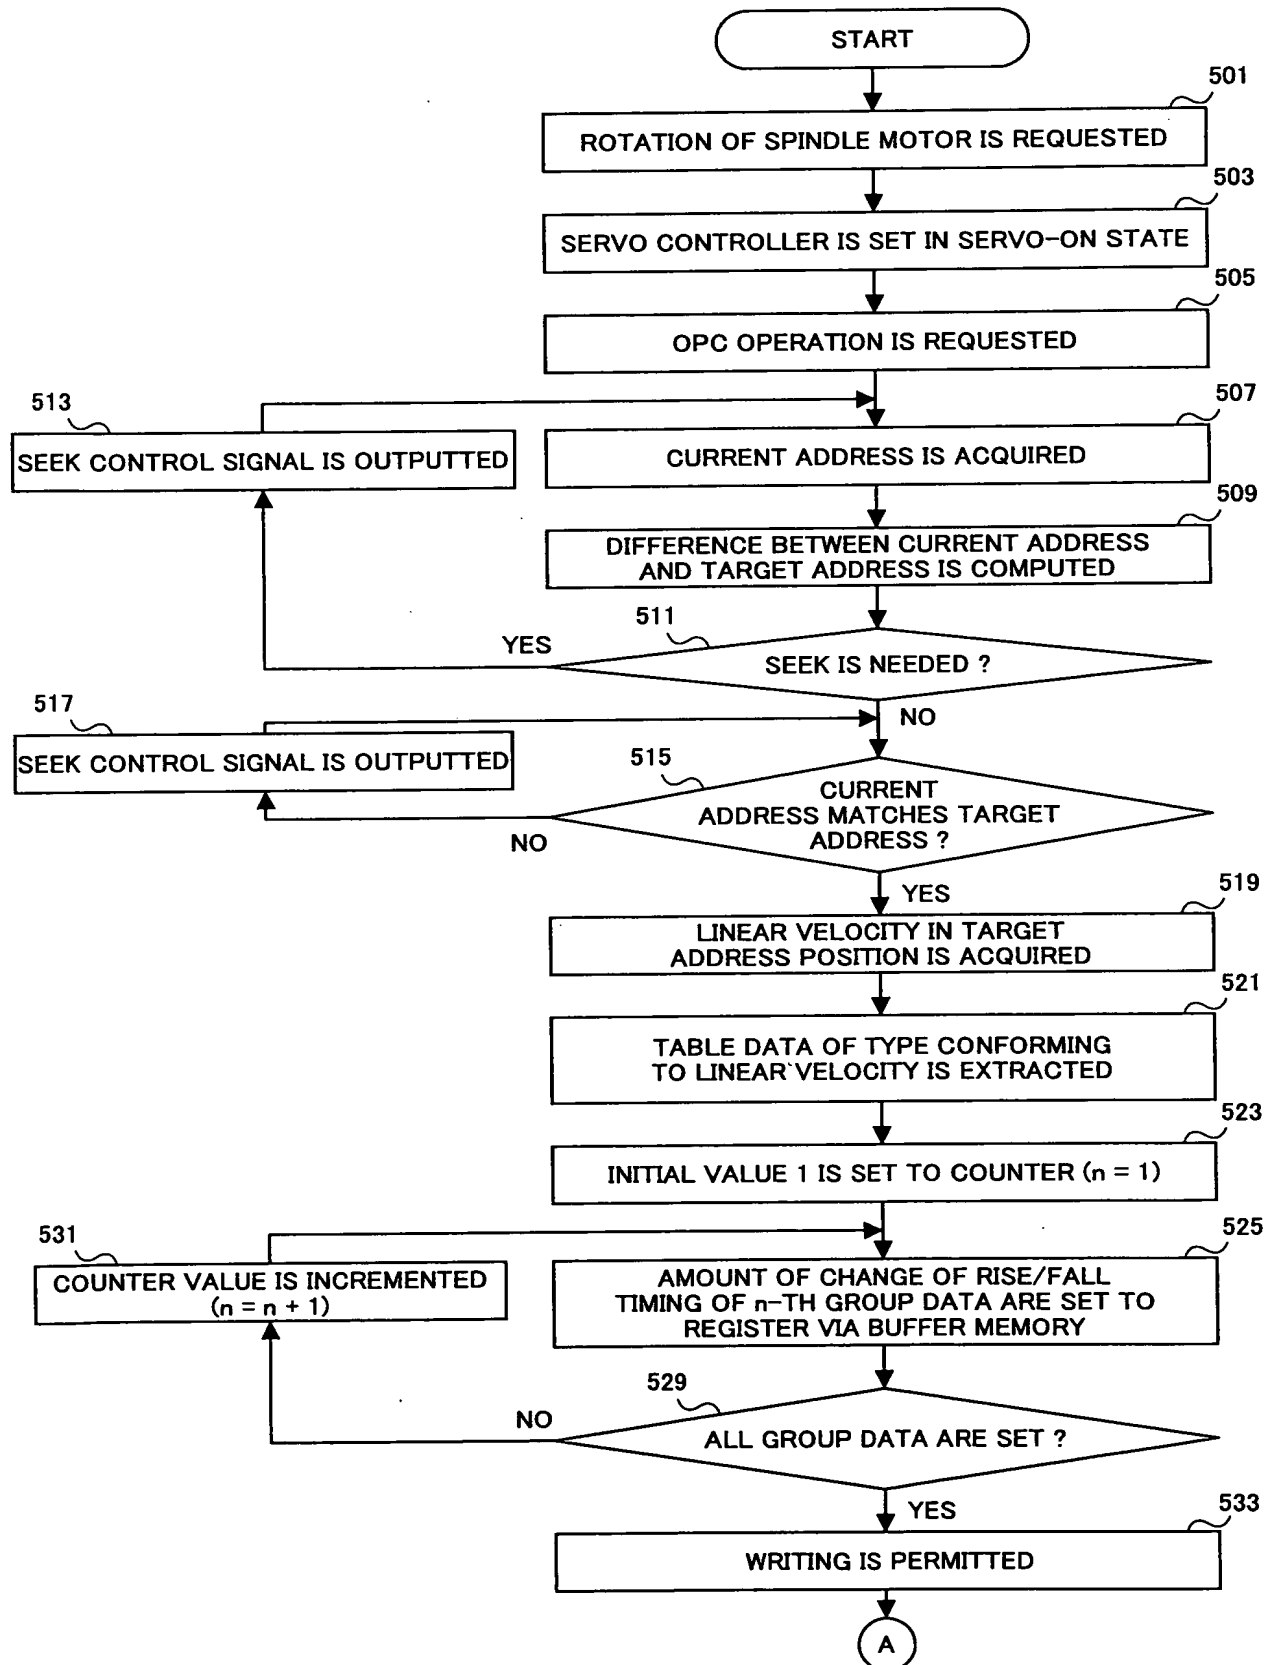 START
501
ROTATION OF SPINDLE MOTOR IS REQUESTED
503
SERVO CONTROLLER IS SET IN SERVO-ON STATE
505
OPC OPERATION IS REQUESTED
513
SEEK CONTROL SIGNAL IS OUTPUTTED
507
CURRENT ADDRESS IS ACQUIRED
509
DIFFERENCE BETWEEN CURRENT ADDRESS
AND TARGET ADDRESS IS COMPUTED
511
YES
SEEK IS NEEDED ?
NO
517
SEEK CONTROL SIGNAL IS OUTPUTTED
515
CURRENT
ADDRESS MATCHES TARGET
ADDRESS ?
NO
YES
519
LINEAR VELOCITY IN TARGET
ADDRESS POSITION IS ACQUIRED
521
TABLE DATA OF TYPE CONFORMING
TO LINEAR VELOCITY IS EXTRACTED
523
INITIAL VALUE 1 IS SET TO COUNTER (n = 1)
531
COUNTER VALUE IS INCREMENTED
(n = n + 1)
525
AMOUNT OF CHANGE OF RISE/FALL
TIMING OF n-TH GROUP DATA ARE SET TO
REGISTER VIA BUFFER MEMORY
529
NO
ALL GROUP DATA ARE SET ?
YES
533
WRITING IS PERMITTED
A